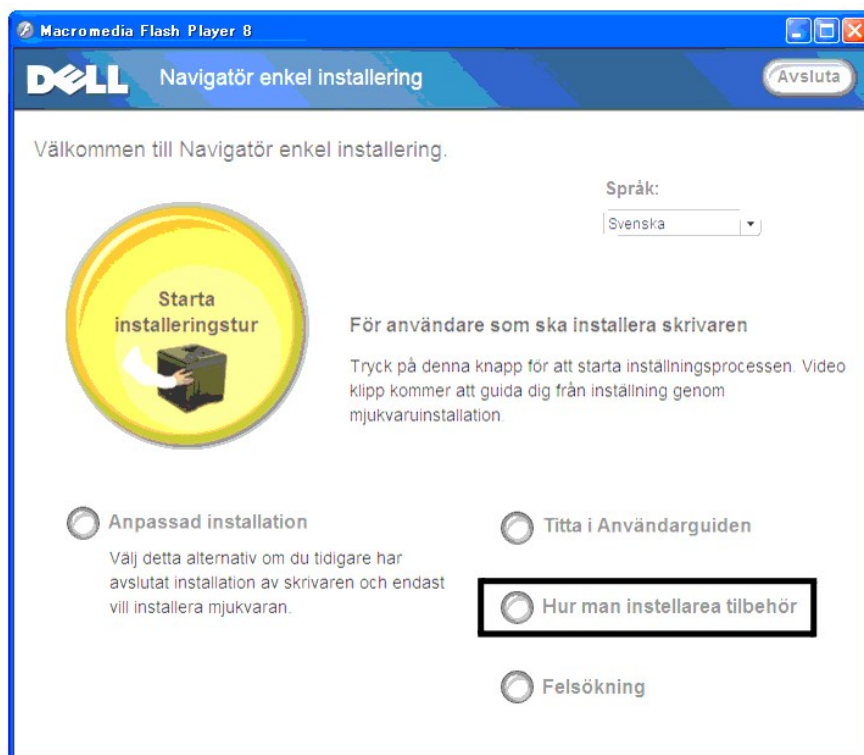 Macromedia Flash Player 8
DELL Navigatör enkel installering
Avsluta
Välkommen till Navigatör enkel installering.
Språk:
Svenska
Starta
installeringstur
För användare som ska installera skrivaren
Tryck på denna knapp för att starta inställningsprocessen. Video
klipp kommer att guida dig från inställning genom
mjukvaruinstallation.
Anpassad installation
Välj detta alternativ om du tidigare har
avslutat installation av skrivaren och endast
vill installera mjukvaran.
Titta i Användarguiden
Hur man instellarea tilbehör
Felsökning